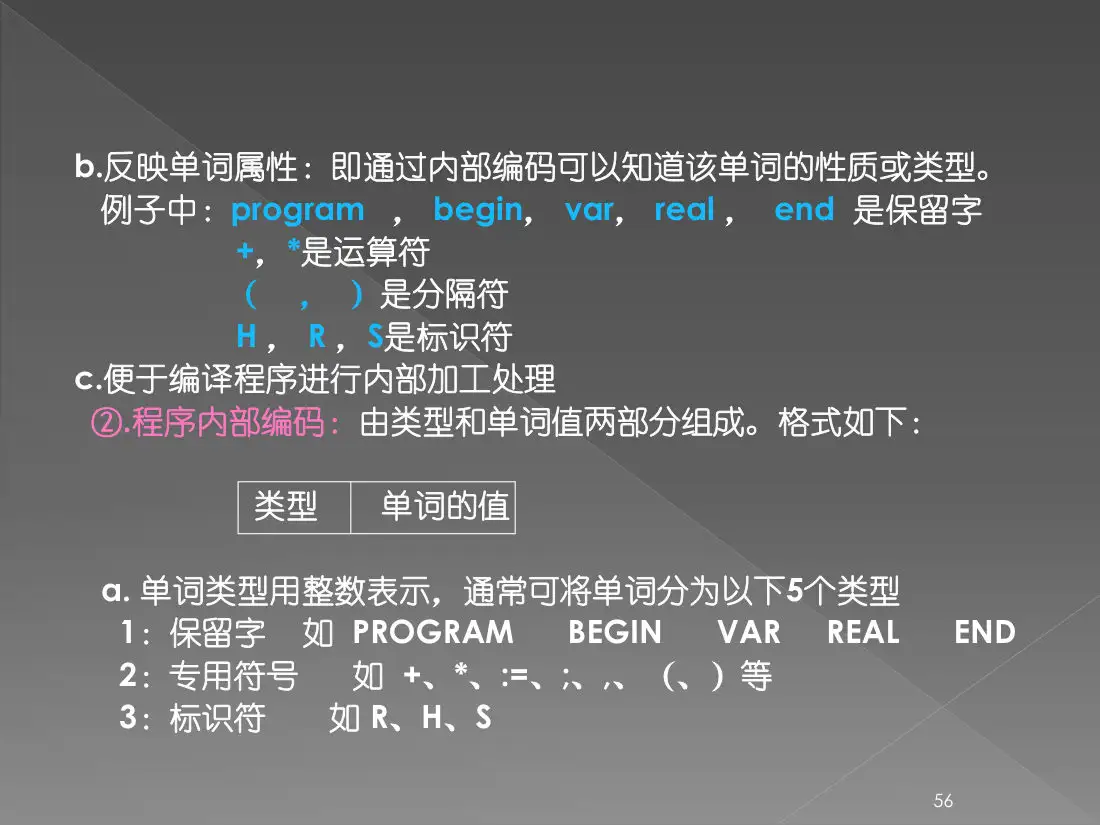 b.反映单词属性：即通过内部编码可以知道该单词的性质或类型。
例子中：program ， begin， var， real ， end 是保留字
+，*是运算符
（ ， ）是分隔符
H ， R ，S是标识符
c.便于编译程序进行内部加工处理
②.程序内部编码：由类型和单词值两部分组成。格式如下：
类型 单词的值
a. 单词类型用整数表示，通常可将单词分为以下5个类型
1：保留字 如 PROGRAM BEGIN VAR REAL END
2：专用符号 如 +、*、:=、;、,、（、）等
3：标识符 如 R、H、S
56